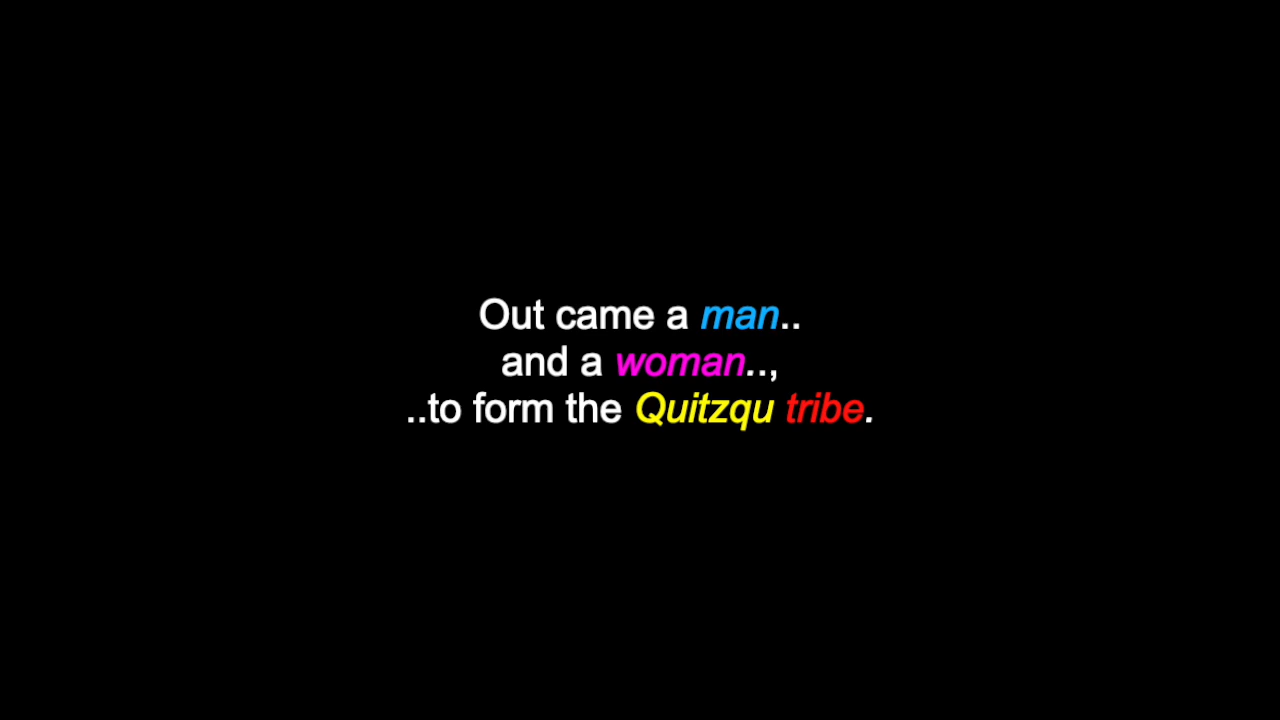 Out came a man..
and a woman..,
..to form the Quitzqu tribe.